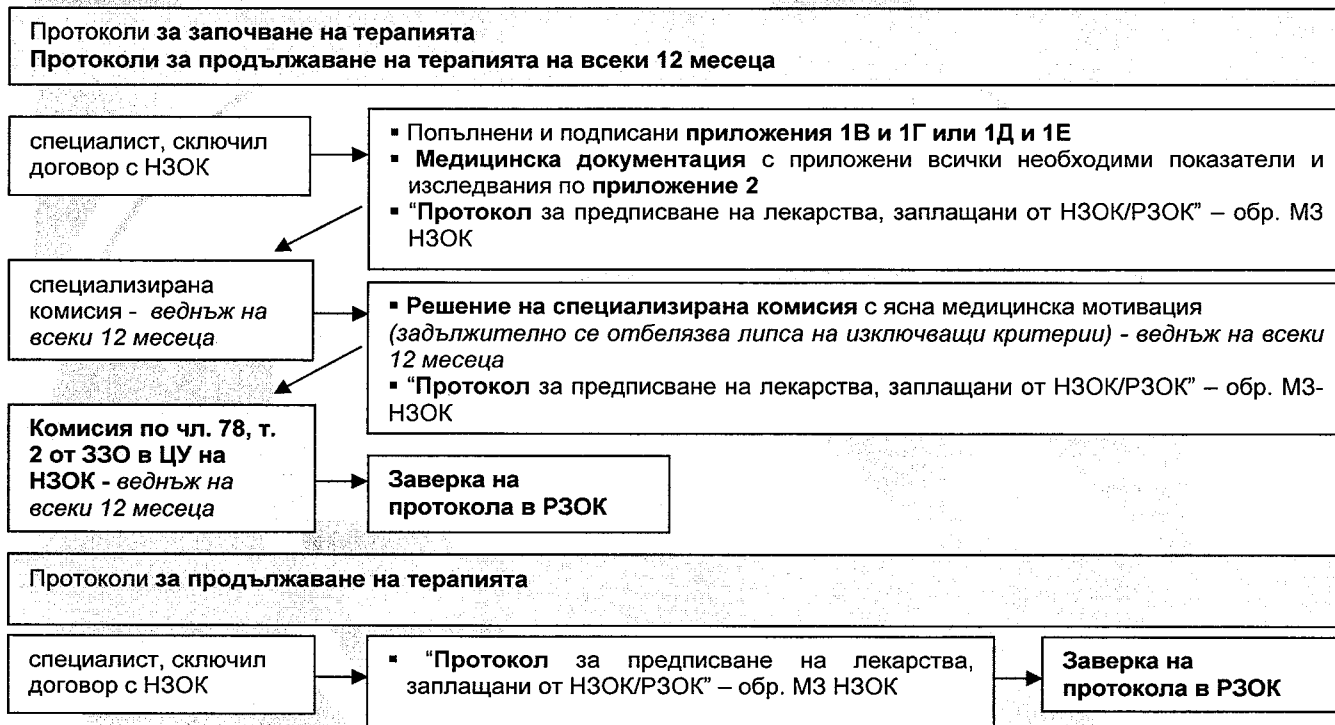 Протоколи за започване на терапията
Протоколи за продължаване на терапията на всеки 12 месеца
специалист, сключил
договор с НЗОК
▪ Попълнени и подписани приложения 1В и 1Г или 1Д и 1Е
▪ Медицинска документация с приложени всички необходими показатели и
изследвания по приложение 2
▪ "Протокол за предписване на лекарства, заплащани от НЗОК/РЗОК" – обр. МЗ
НЗОК
специализирана
комисия - веднъж на
всеки 12 месеца
▪ Решение на специализирана комисия с ясна медицинска мотивация
(задължително се отбелязва липса на изключващи критерии) - веднъж на всеки
12 месеца
▪ "Протокол за предписване на лекарства, заплащани от НЗОК/РЗОК" – обр. МЗ-
НЗОК
Комисия по чл. 78, т.
2 от ЗЗО в ЦУ на
НЗОК - веднъж на
всеки 12 месеца
Заверка на
протокола в РЗОК
Протоколи за продължаване на терапията
специалист, сключил
договор с НЗОК
▪ "Протокол за предписване на лекарства,
заплащани от НЗОК/РЗОК" – обр. МЗ НЗОК
Заверка на
протокола в РЗОК